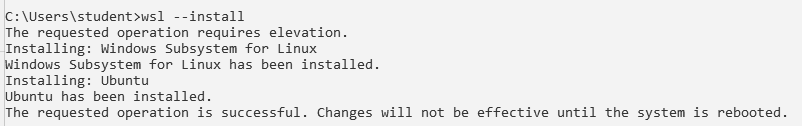 C:\Users\student>wsl --install
The requested operation requires elevation.
Installing: Windows Subsystem for Linux
Windows Subsystem for Linux has been installed.
Installing: Ubuntu
Ubuntu has been installed.
The requested operation is successful. Changes will not be effective until the system is rebooted.